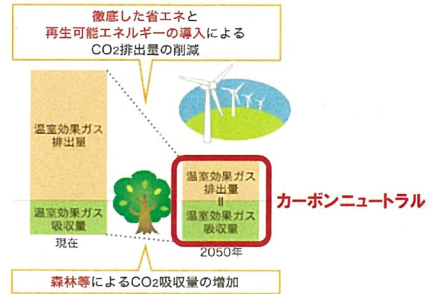 徹底した省エネと
再生可能エネルギーの導入による
CO2排出量の削減
温室効果ガス
排出量
温室効果ガス
吸収量
現在
温室効果ガス
排出量
=
温室効果ガス
吸収量
2050年
カーボンニュートラル
森林等によるCO2吸収量の増加